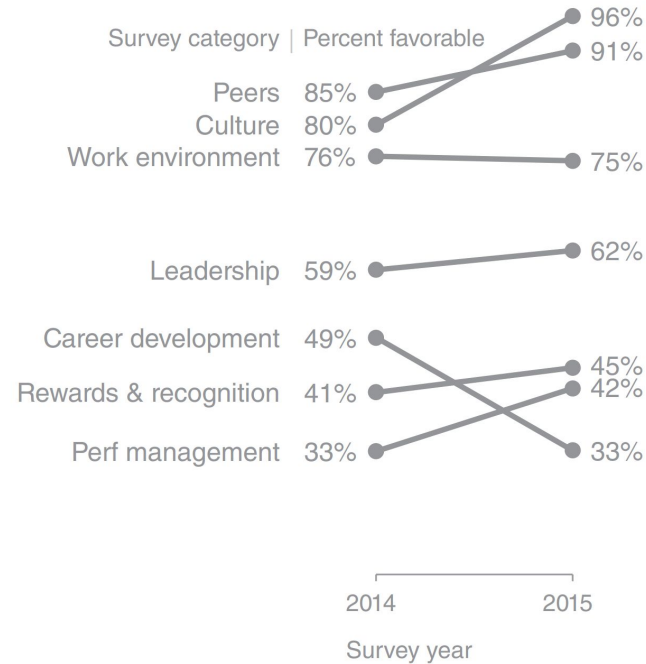 96%
Survey category | Percent favorable
91%
Peers 85%
Culture 80%
Work environment 76%
75%
Leadership 59%
62%
Career development 49%
45%
Rewards & recognition 41%
42%
Perf management 33%
33%
2014 2015
Survey year